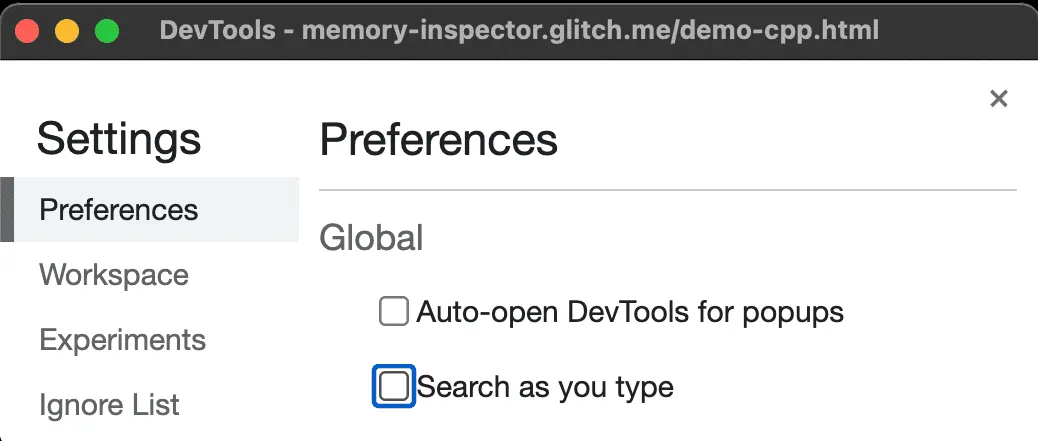 DevTools - memory-inspector.glitch.me/demo-cpp.html
Settings
Preferences
Workspace
Experiments
Ignore List
Preferences
Global
Auto-open DevTools for popups
Search as you type